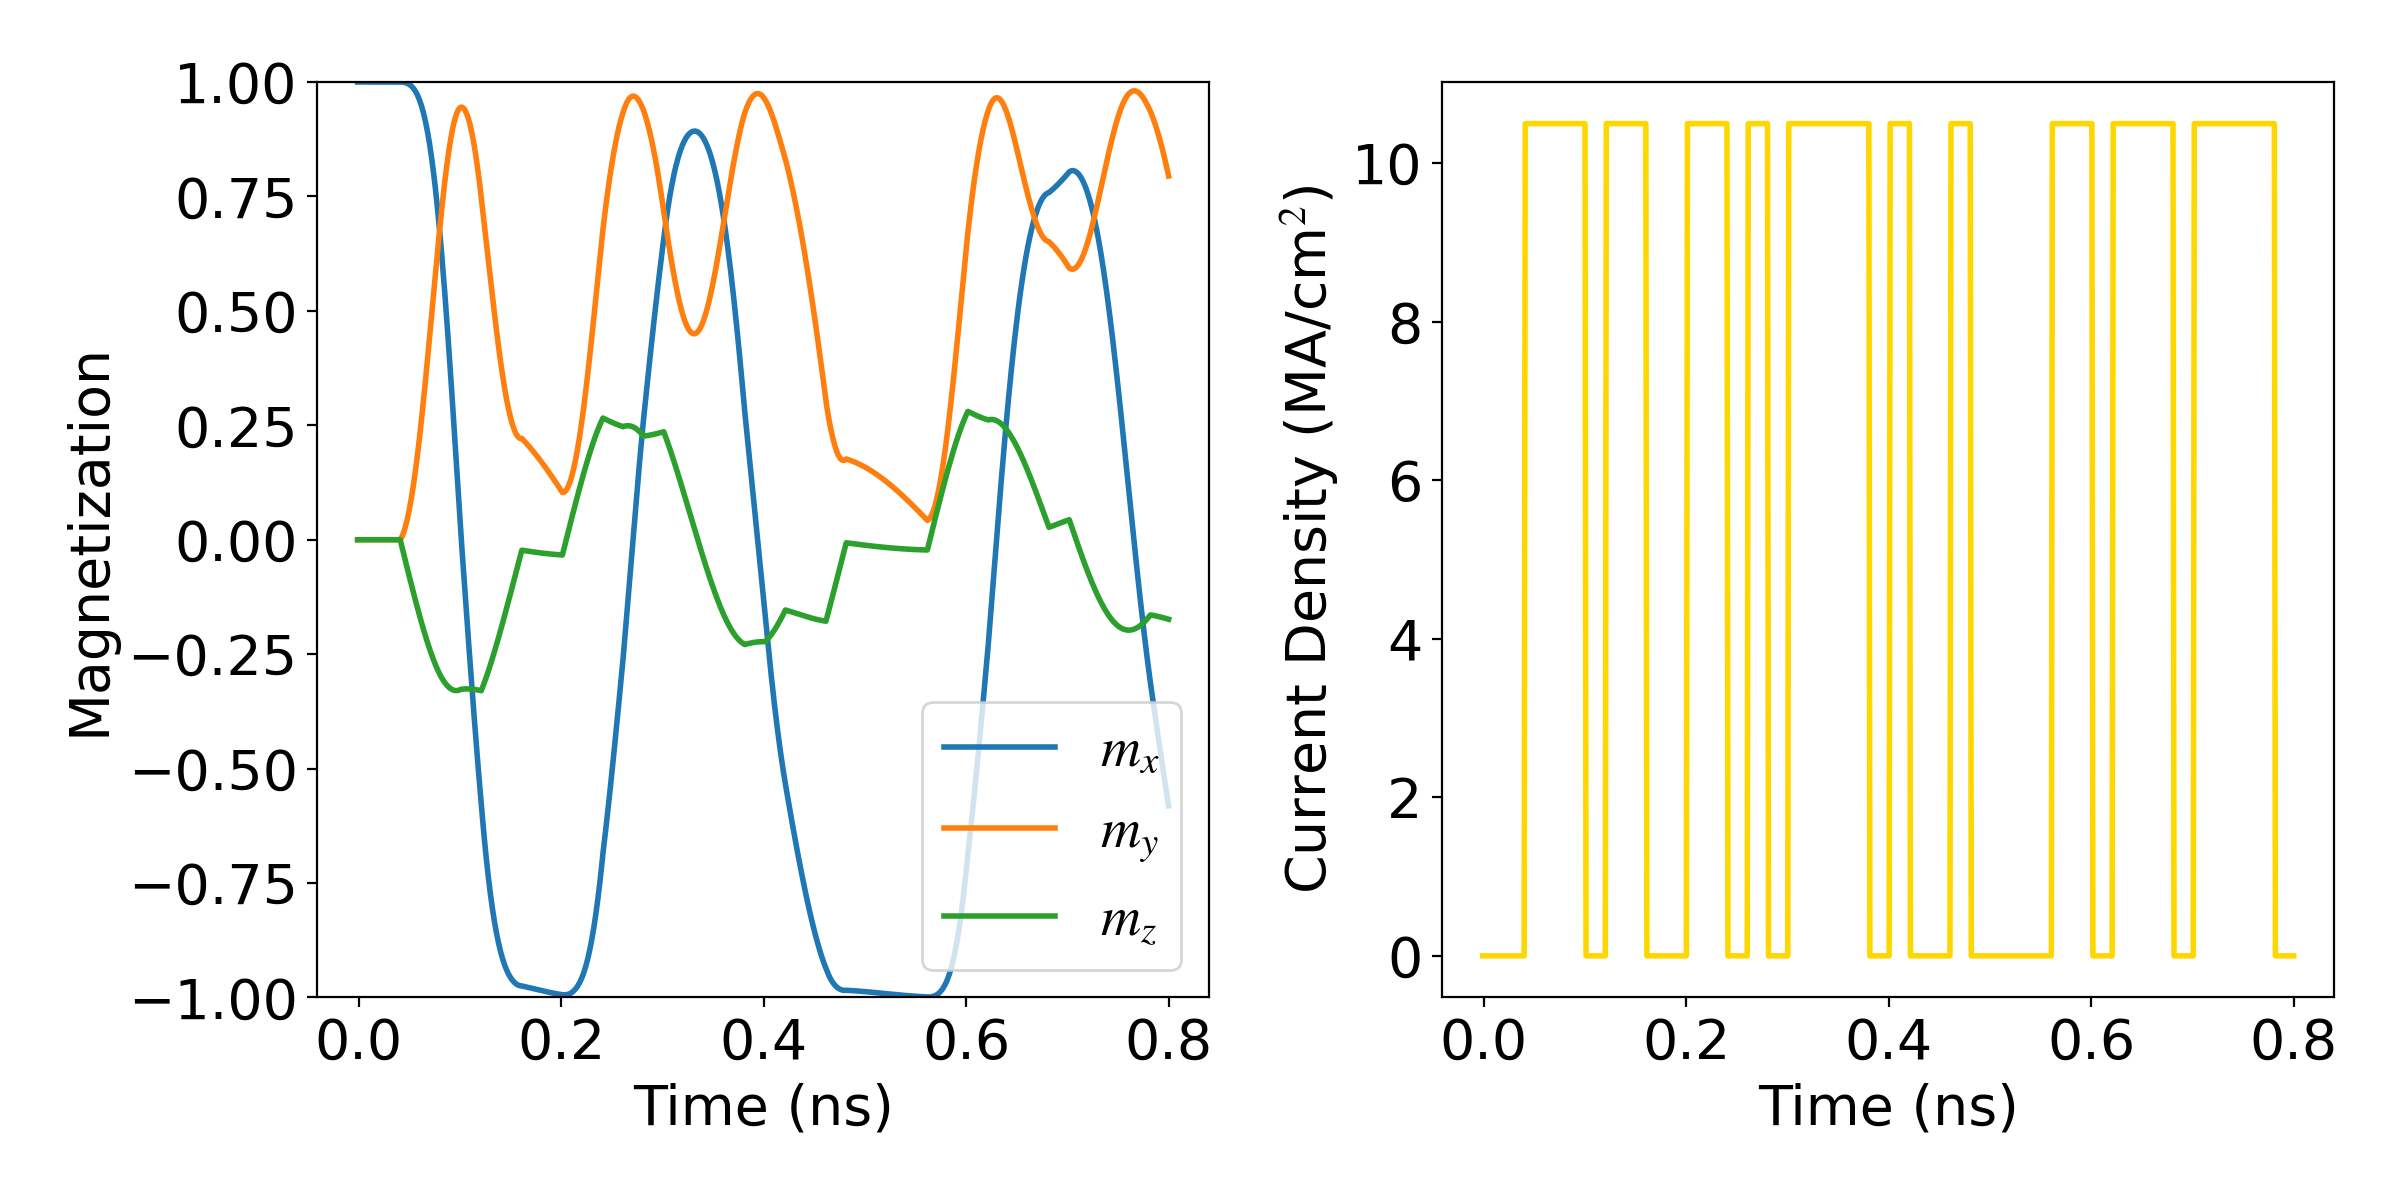 Magnetization
1.00
0.75
0.50
0.25
0.00
−0.25
−0.50
−0.75
−1.00
0.0 0.2 0.4 0.6 0.8
Time (ns)
m_x
m_y
m_z
Current Density (MA/cm²)
10
8
6
4
2
0
0.0 0.2 0.4 0.6 0.8
Time (ns)